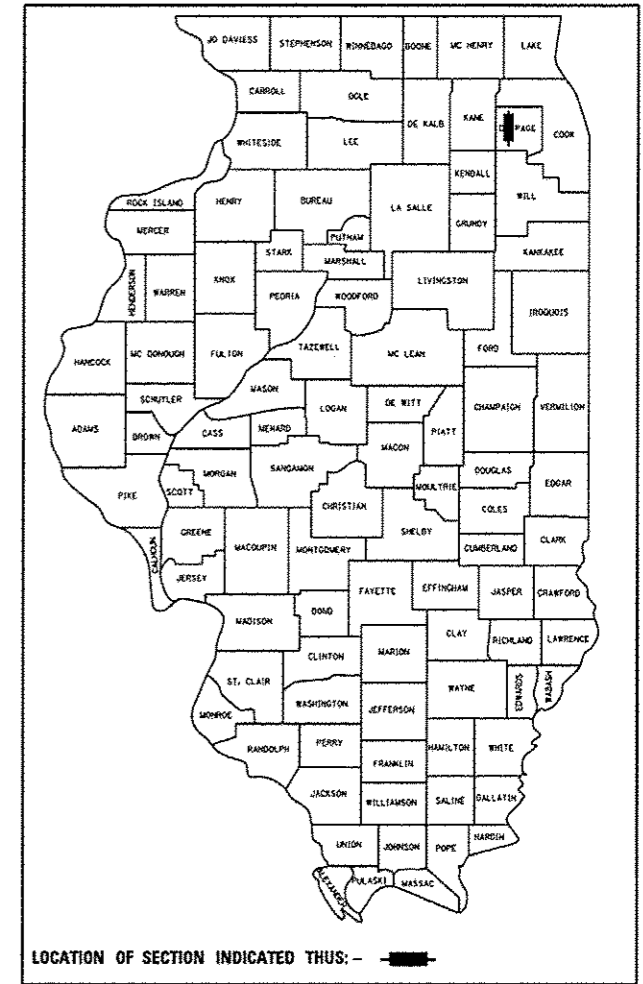 JO DAVIESS STEPHENSON WINNEBAGO BOONE MC HENRY LAKE
CARROLL OGLE DE KALB KANE COOK
WHITESIDE LEE
KENDALL WILL
ROCK ISLAND HENRY BUREAU LA SALLE GRUNDY
MERCER PUTNAM
STARK MARSHALL KANKAKEE
HENDERSON WARREN KNOX PEORIA WOODFORD LIVINGSTON IROQUOIS
HANCOCK MC DONOUGH FULTON TAZEWELL MC LEAN FORD
MASON
SCHUYLER LOGAN DE WITT CHAMPAIGN VERMILION
ADAMS BROWN CASS MENARD PIATT
MACON
MORGAN SANGAMON DOUGLAS EDGAR
PIKE SCOTT CHRISTIAN MOULTRIE COLES
GREENE SHELBY CUMBERLAND CLARK
CALHOUN MACOUPIN MONTGOMERY
JERSEY FAYETTE EFFINGHAM JASPER CRAWFORD
MADISON BOND CLAY RICHLAND LAWRENCE
CLINTON MARION
ST. CLAIR WAYNE EDWARDS WABASH
MONROE WASHINGTON JEFFERSON
RANDOLPH PERRY HAMILTON WHITE
FRANKLIN
JACKSON WILLIAMSON SALINE GALLATIN
UNION JOHNSON POPE HARDIN
ALEXANDER PULASKI MASSAC
LOCATION OF SECTION INDICATED THUS:-